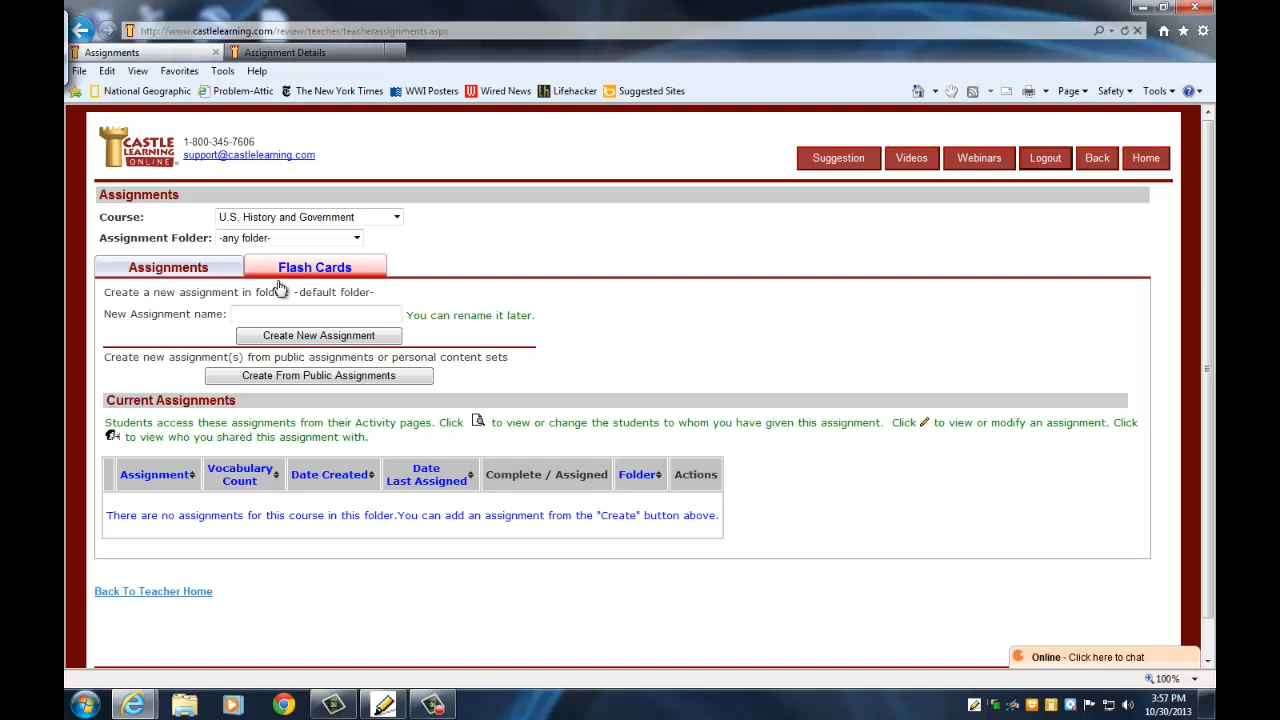 http://www.castlelearning.com/review/teacher/teacherassignments.aspx
Assignments
Assignment Details
File Edit View Favorites Tools Help
National Geographic Problem-Attic The New York Times WWI Posters Wired News Lifehacker Suggested Sites
Page Safety Tools
CASTLE LEARNING ONLINE
1-800-345-7606
support@castlelearning.com
Suggestion Videos Webinars Logout Back Home
Assignments
Course: U.S. History and Government
Assignment Folder: -any folder-
Assignments Flash Cards
Create a new assignment in folder -default folder-
New Assignment name: You can rename it later.
Create New Assignment
Create new assignment(s) from public assignments or personal content sets
Create From Public Assignments
Current Assignments
Students access these assignments from their Activity pages. Click to view or change the students to whom you have given this assignment. Click to view or modify an assignment. Click
to view who you shared this assignment with.
Assignment Vocabulary Count Date Created Date Last Assigned Complete / Assigned Folder Actions
There are no assignments for this course in this folder.You can add an assignment from the "Create" button above.
Back To Teacher Home
Online - Click here to chat
100%
3:57 PM
10/30/2013